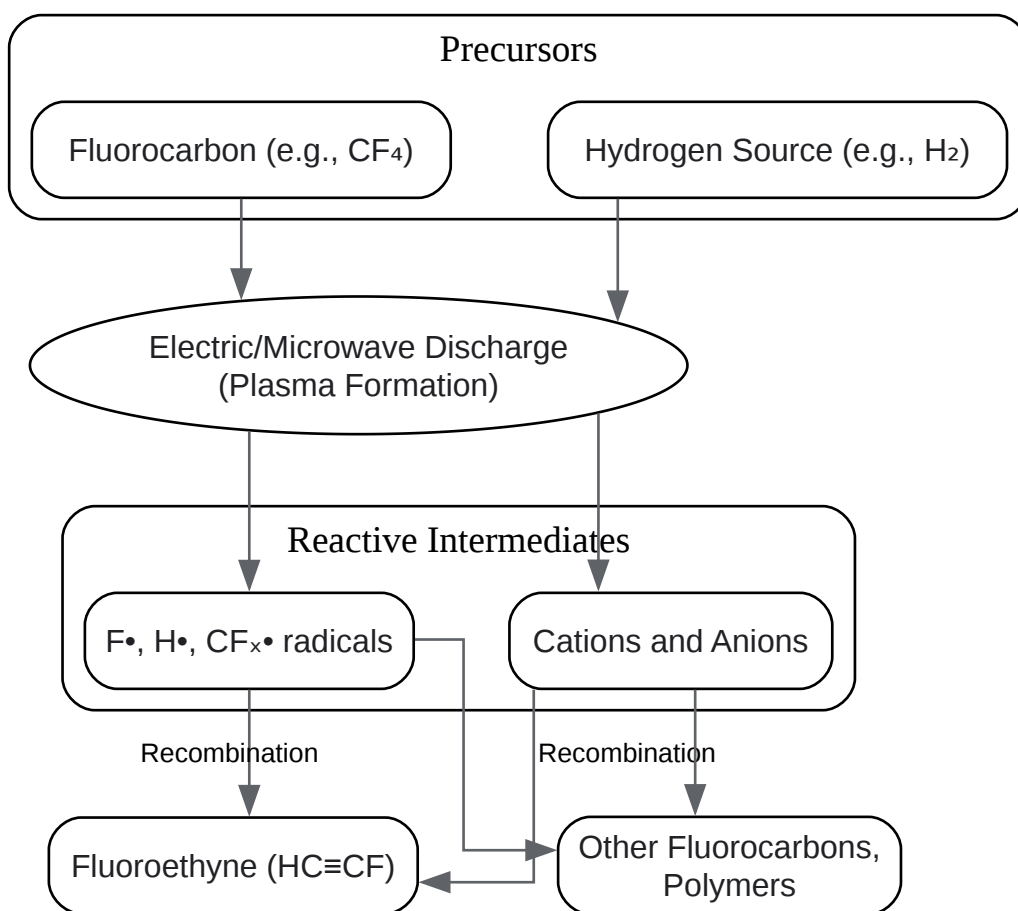 Precursors
Fluorocarbon (e.g., CF₄)
Hydrogen Source (e.g., H₂)
Electric/Microwave Discharge
(Plasma Formation)
Reactive Intermediates
F•, H•, CFₓ• radicals
Cations and Anions
Recombination
Recombination
Fluoroethyne (HC≡CF)
Other Fluorocarbons,
Polymers